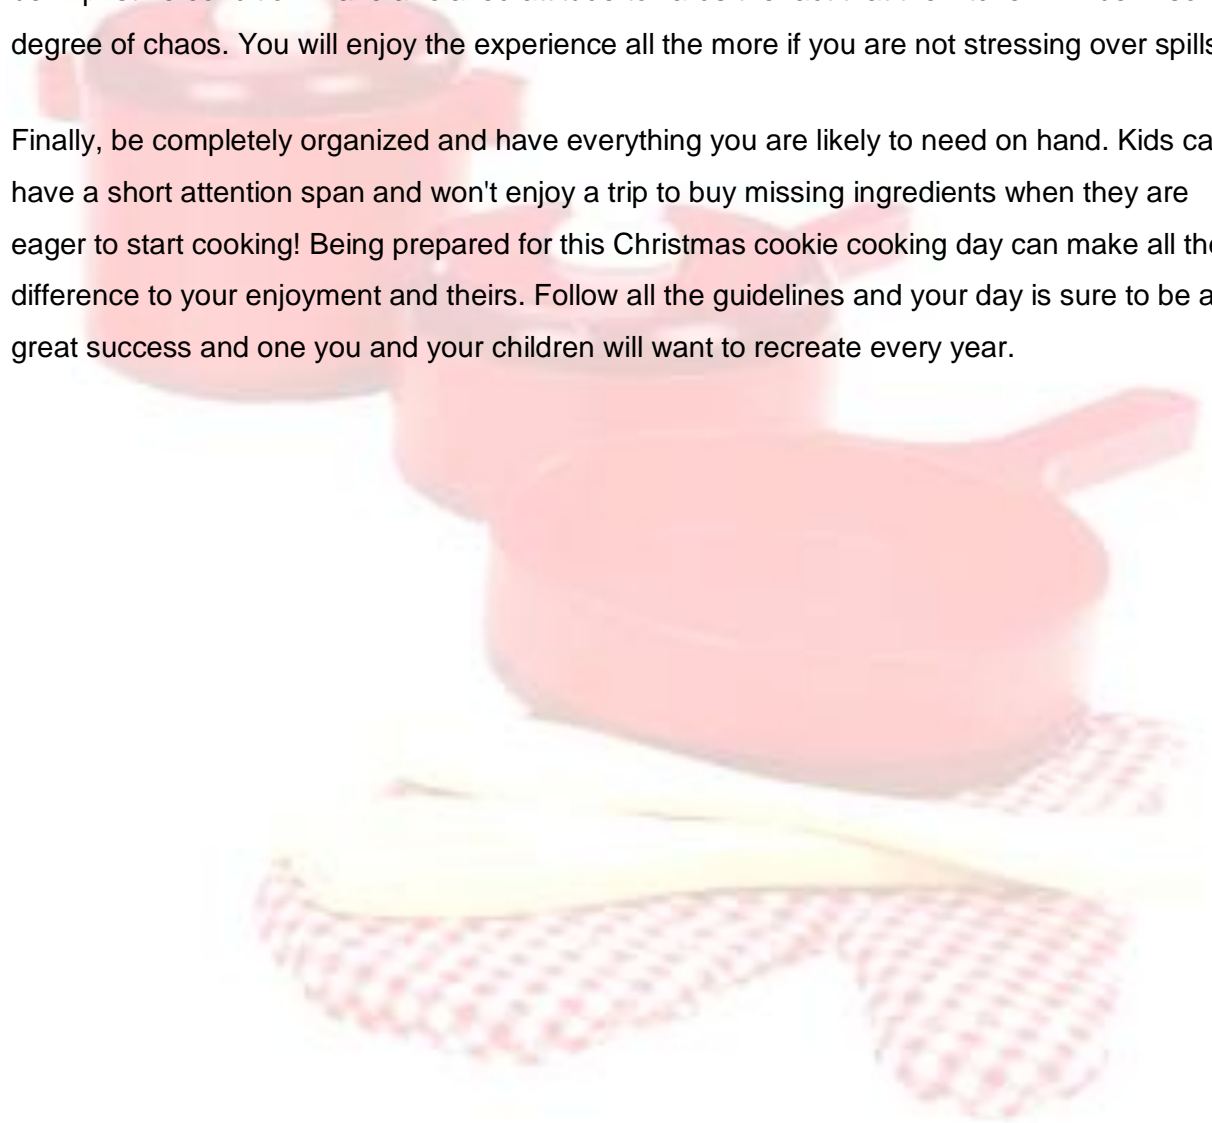 degree of chaos. You will enjoy the experience all the more if you are not stressing over spills
Finally, be completely organized and have everything you are likely to need on hand. Kids ca
have a short attention span and won't enjoy a trip to buy missing ingredients when they are
eager to start cooking! Being prepared for this Christmas cookie cooking day can make all the
difference to your enjoyment and theirs. Follow all the guidelines and your day is sure to be a
great success and one you and your children will want to recreate every year.